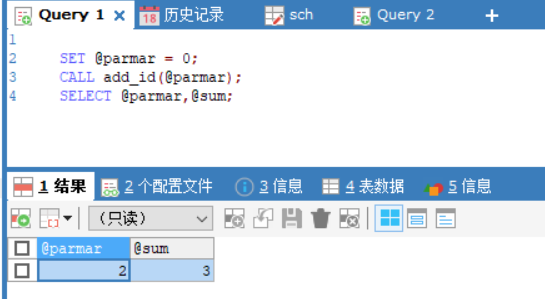 Query 1 × 18 历史记录 sch Query 2 +
1
2 SET @parmar = 0;
3 CALL add_id(@parmar);
4 SELECT @parmar,@sum;
1 结果 2 个配置文件 3 信息 4 表数据 5 信息
(只读)
@parmar @sum
2 3